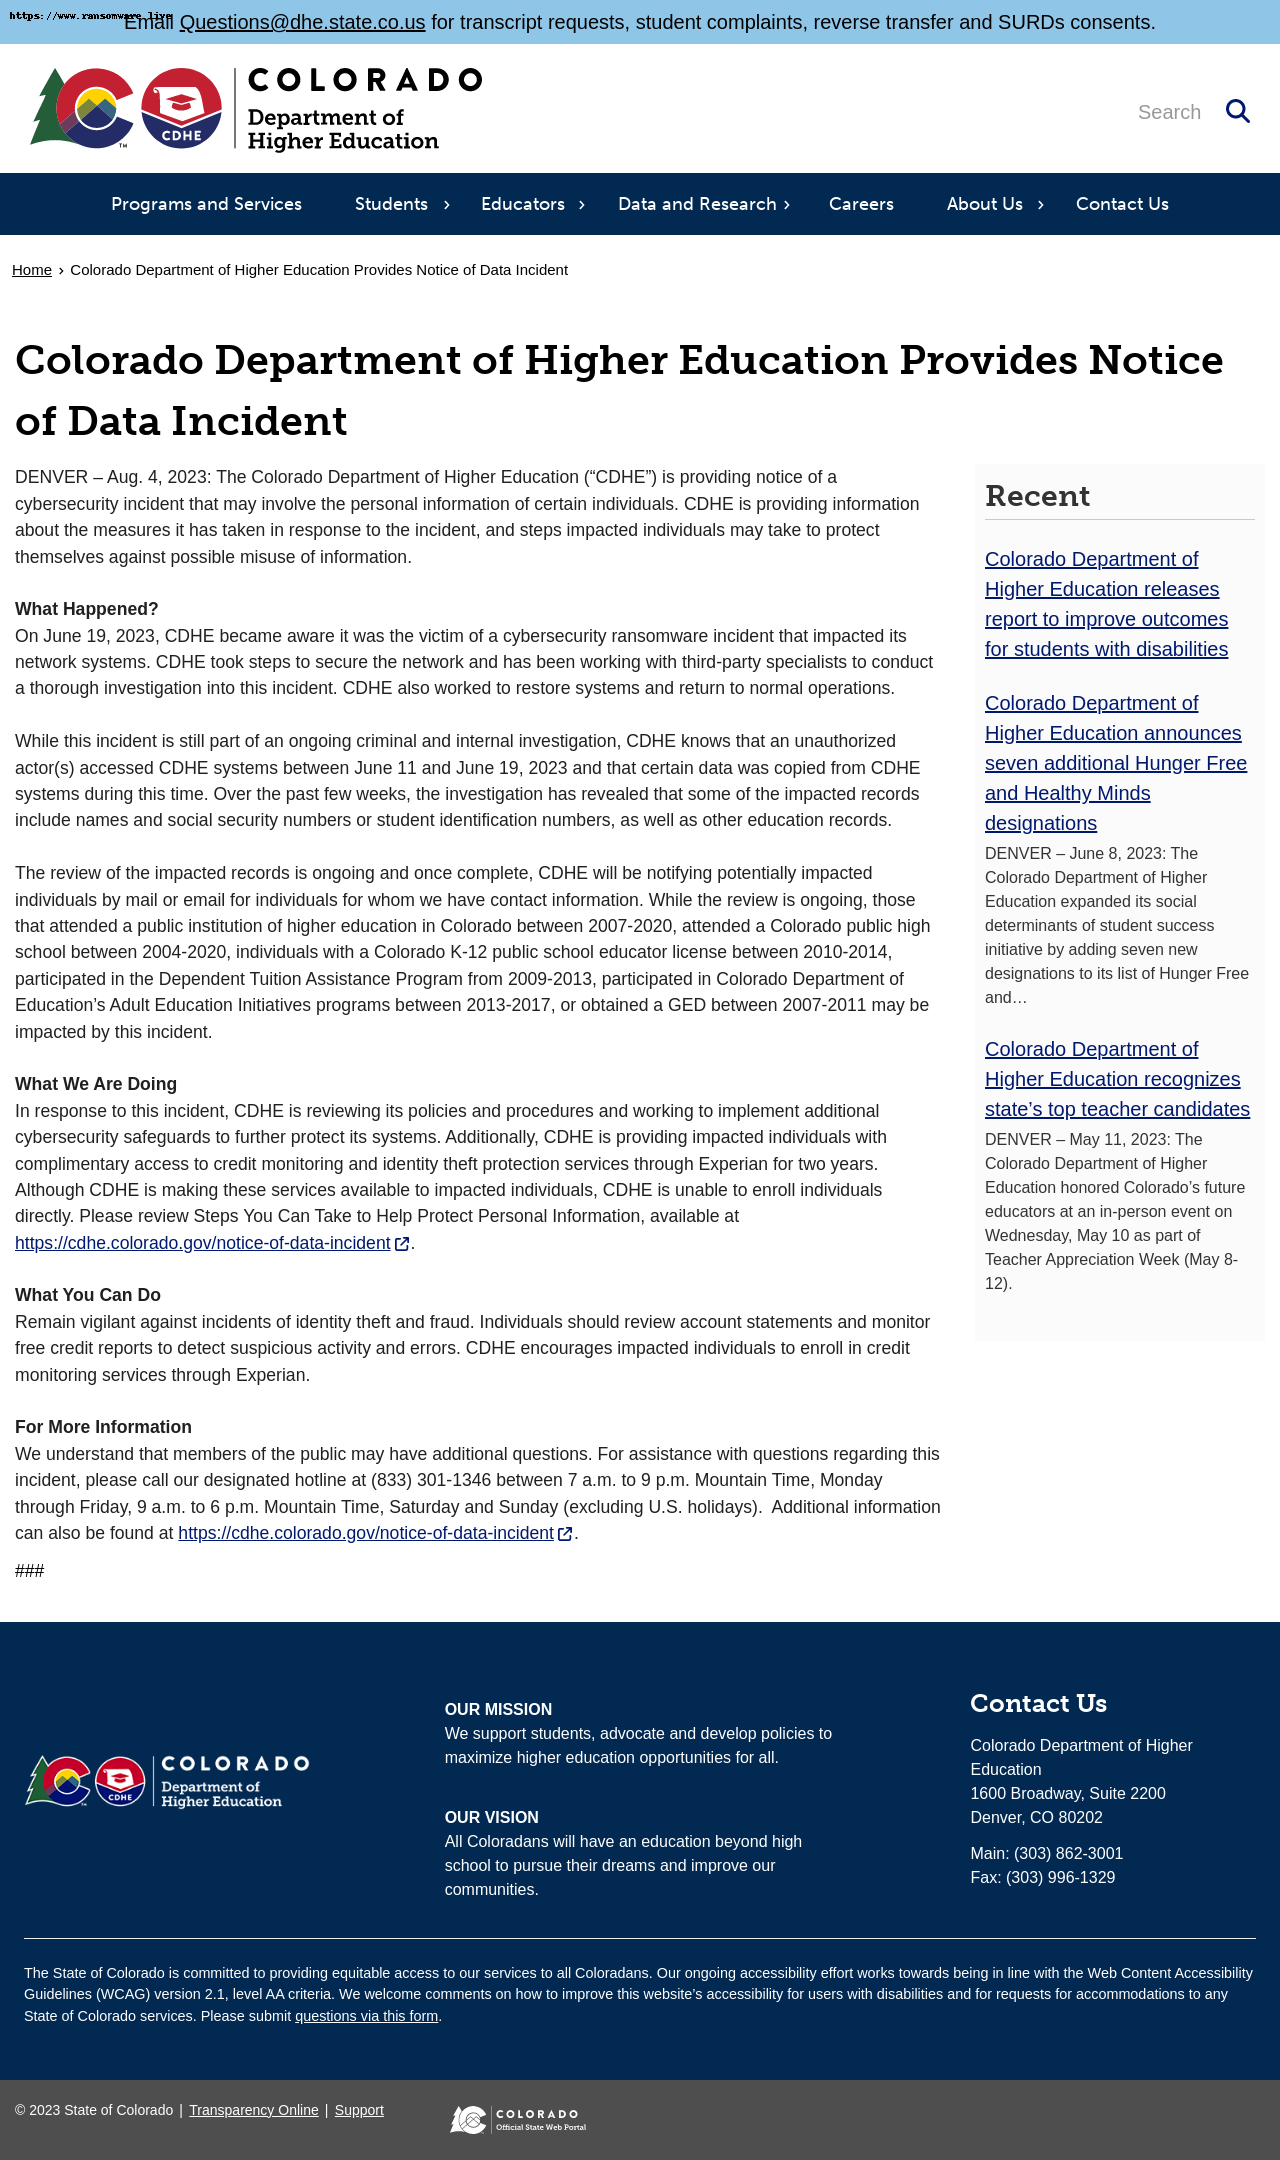 https://www.ransomware.live
Email Questions@dhe.state.co.us for transcript requests, student complaints, reverse transfer and SURDs consents.
CDHE
TM
COLORADO
Department of
Higher Education
Search
Programs and Services Students › Educators › Data and Research › Careers About Us › Contact Us
Home › Colorado Department of Higher Education Provides Notice of Data Incident
Colorado Department of Higher Education Provides Notice
of Data Incident
DENVER – Aug. 4, 2023: The Colorado Department of Higher Education (“CDHE”) is providing notice of a
cybersecurity incident that may involve the personal information of certain individuals. CDHE is providing information
about the measures it has taken in response to the incident, and steps impacted individuals may take to protect
themselves against possible misuse of information.
What Happened?
On June 19, 2023, CDHE became aware it was the victim of a cybersecurity ransomware incident that impacted its
network systems. CDHE took steps to secure the network and has been working with third-party specialists to conduct
a thorough investigation into this incident. CDHE also worked to restore systems and return to normal operations.
While this incident is still part of an ongoing criminal and internal investigation, CDHE knows that an unauthorized
actor(s) accessed CDHE systems between June 11 and June 19, 2023 and that certain data was copied from CDHE
systems during this time. Over the past few weeks, the investigation has revealed that some of the impacted records
include names and social security numbers or student identification numbers, as well as other education records.
The review of the impacted records is ongoing and once complete, CDHE will be notifying potentially impacted
individuals by mail or email for individuals for whom we have contact information. While the review is ongoing, those
that attended a public institution of higher education in Colorado between 2007-2020, attended a Colorado public high
school between 2004-2020, individuals with a Colorado K-12 public school educator license between 2010-2014,
participated in the Dependent Tuition Assistance Program from 2009-2013, participated in Colorado Department of
Education’s Adult Education Initiatives programs between 2013-2017, or obtained a GED between 2007-2011 may be
impacted by this incident.
What We Are Doing
In response to this incident, CDHE is reviewing its policies and procedures and working to implement additional
cybersecurity safeguards to further protect its systems. Additionally, CDHE is providing impacted individuals with
complimentary access to credit monitoring and identity theft protection services through Experian for two years.
Although CDHE is making these services available to impacted individuals, CDHE is unable to enroll individuals
directly. Please review Steps You Can Take to Help Protect Personal Information, available at
https://cdhe.colorado.gov/notice-of-data-incident.
What You Can Do
Remain vigilant against incidents of identity theft and fraud. Individuals should review account statements and monitor
free credit reports to detect suspicious activity and errors. CDHE encourages impacted individuals to enroll in credit
monitoring services through Experian.
For More Information
We understand that members of the public may have additional questions. For assistance with questions regarding this
incident, please call our designated hotline at (833) 301-1346 between 7 a.m. to 9 p.m. Mountain Time, Monday
through Friday, 9 a.m. to 6 p.m. Mountain Time, Saturday and Sunday (excluding U.S. holidays).  Additional information
can also be found at https://cdhe.colorado.gov/notice-of-data-incident.
###
Recent
Colorado Department of
Higher Education releases
report to improve outcomes
for students with disabilities
Colorado Department of
Higher Education announces
seven additional Hunger Free
and Healthy Minds
designations
DENVER – June 8, 2023: The
Colorado Department of Higher
Education expanded its social
determinants of student success
initiative by adding seven new
designations to its list of Hunger Free
and…
Colorado Department of
Higher Education recognizes
state’s top teacher candidates
DENVER – May 11, 2023: The
Colorado Department of Higher
Education honored Colorado’s future
educators at an in-person event on
Wednesday, May 10 as part of
Teacher Appreciation Week (May 8-
12).
CDHE
COLORADO
Department of
Higher Education
OUR MISSION
We support students, advocate and develop policies to
maximize higher education opportunities for all.
OUR VISION
All Coloradans will have an education beyond high
school to pursue their dreams and improve our
communities.
Contact Us
Colorado Department of Higher
Education
1600 Broadway, Suite 2200
Denver, CO 80202
Main: (303) 862-3001
Fax: (303) 996-1329
The State of Colorado is committed to providing equitable access to our services to all Coloradans. Our ongoing accessibility effort works towards being in line with the Web Content Accessibility
Guidelines (WCAG) version 2.1, level AA criteria. We welcome comments on how to improve this website’s accessibility for users with disabilities and for requests for accommodations to any
State of Colorado services. Please submit questions via this form.
© 2023 State of Colorado | Transparency Online | Support
COLORADO
Official State Web Portal